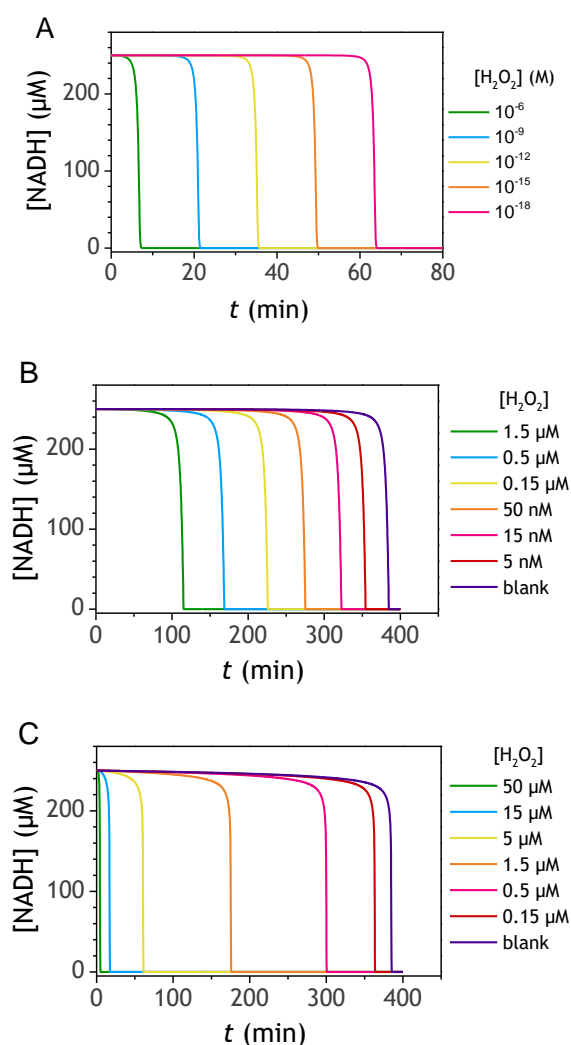 A
[NADH] (µM)
200
100
0
0 20 40 60 80
t (min)
[H₂O₂] (M)
10⁻⁶
10⁻⁹
10⁻¹²
10⁻¹⁵
10⁻¹⁸
B
[NADH] (µM)
200
100
0
0 100 200 300 400
t (min)
[H₂O₂]
1.5 µM
0.5 µM
0.15 µM
50 nM
15 nM
5 nM
blank
C
[NADH] (µM)
200
100
0
0 100 200 300 400
t (min)
[H₂O₂]
50 µM
15 µM
5 µM
1.5 µM
0.5 µM
0.15 µM
blank